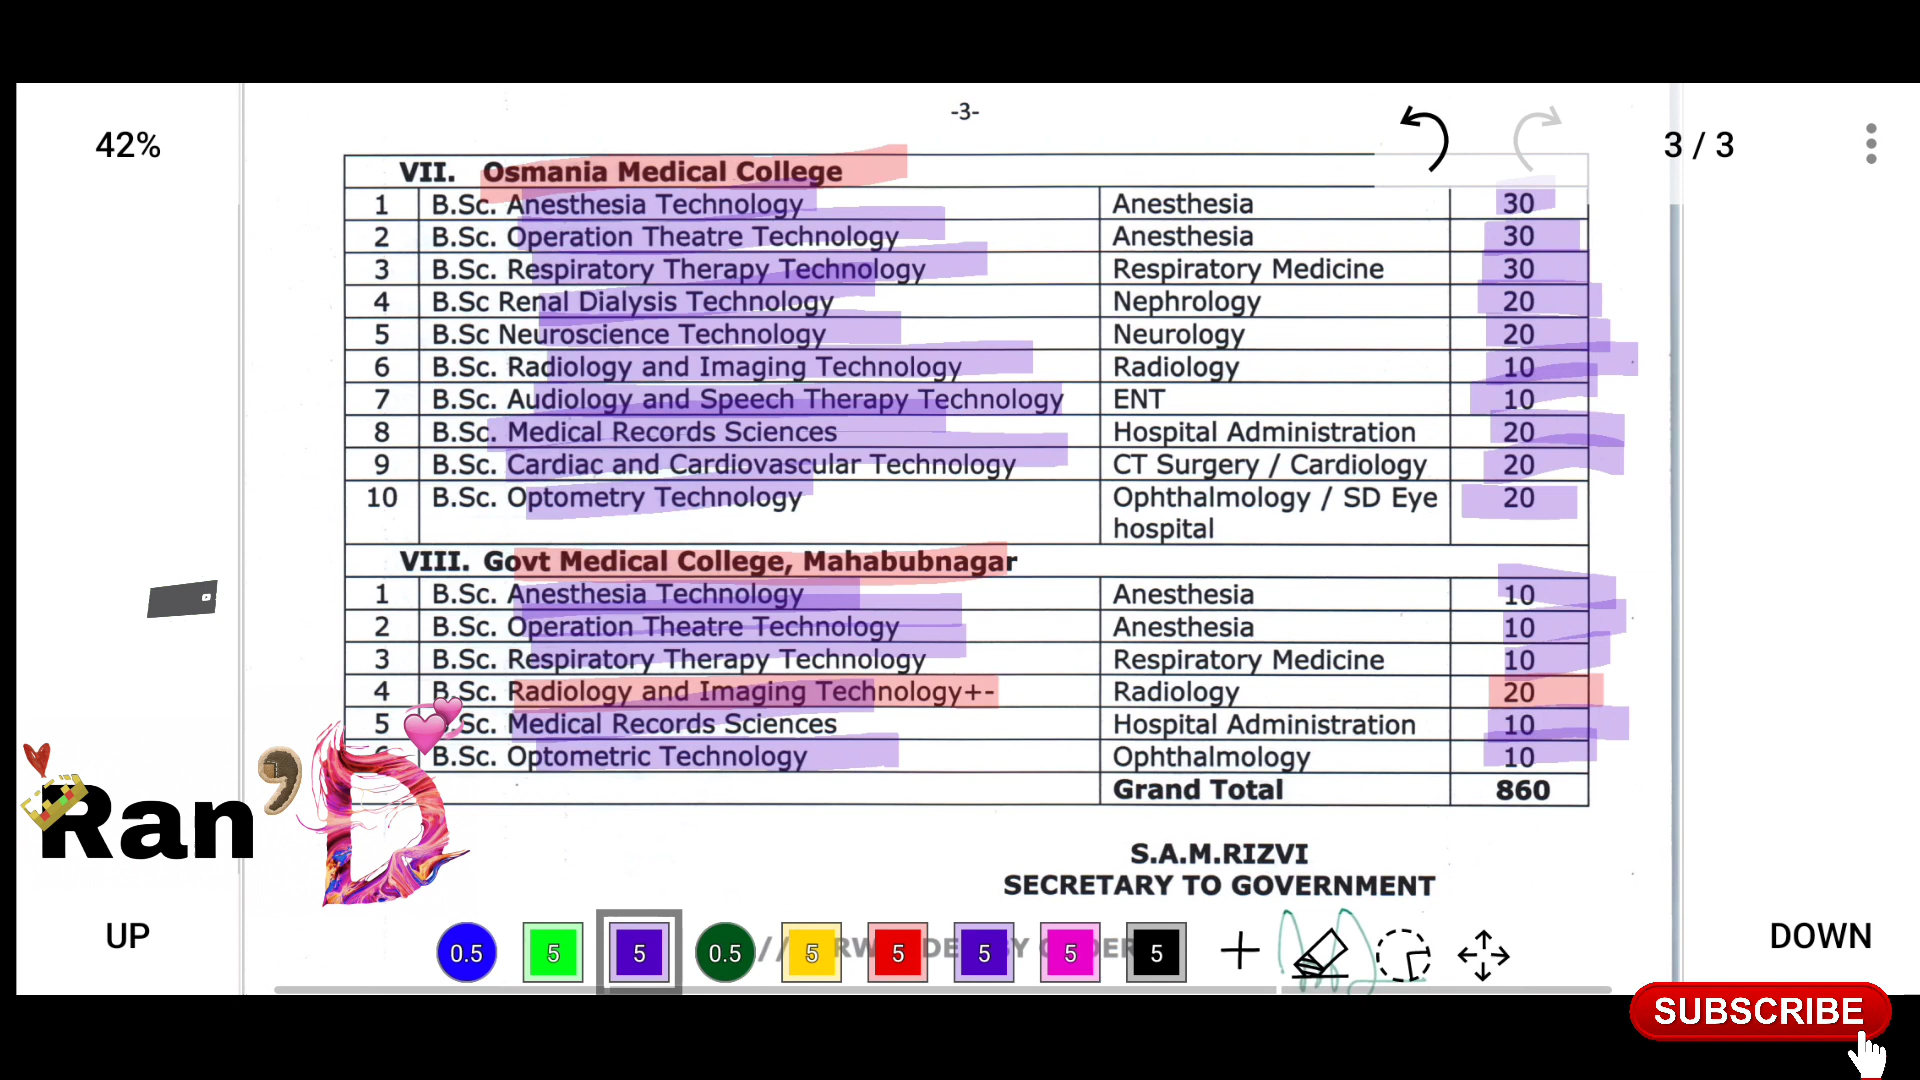 -3-
42%
3 / 3
VII. Osmania Medical College
1 B.Sc. Anesthesia Technology Anesthesia 30
2 B.Sc. Operation Theatre Technology Anesthesia 30
3 B.Sc. Respiratory Therapy Technology Respiratory Medicine 30
4 B.Sc Renal Dialysis Technology Nephrology 20
5 B.Sc Neuroscience Technology Neurology 20
6 B.Sc. Radiology and Imaging Technology Radiology 10
7 B.Sc. Audiology and Speech Therapy Technology ENT 10
8 B.Sc. Medical Records Sciences Hospital Administration 20
9 B.Sc. Cardiac and Cardiovascular Technology CT Surgery / Cardiology 20
10 B.Sc. Optometry Technology Ophthalmology / SD Eye 20
hospital
VIII. Govt Medical College, Mahabubnagar
1 B.Sc. Anesthesia Technology Anesthesia 10
2 B.Sc. Operation Theatre Technology Anesthesia 10
3 B.Sc. Respiratory Therapy Technology Respiratory Medicine 10
4 B.Sc. Radiology and Imaging Technology+- Radiology 20
5 B.Sc. Medical Records Sciences Hospital Administration 10
B.Sc. Optometric Technology Ophthalmology 10
Grand Total 860
Ran'D
S.A.M.RIZVI
SECRETARY TO GOVERNMENT
UP
DOWN
0.5 5 5 0.5 5 5 5 5 5
SUBSCRIBE